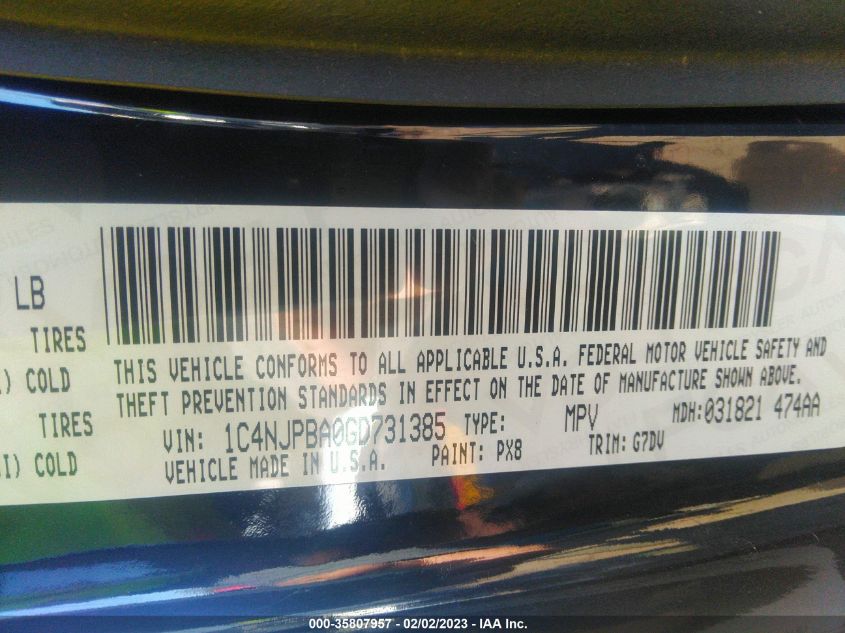 LB
TIRES
) COLD
TIRES
I) COLD
THIS VEHICLE CONFORMS TO ALL APPLICABLE U.S.A. FEDERAL MOTOR VEHICLE SAFETY AND
THEFT PREVENTION STANDARDS IN EFFECT ON THE DATE OF MANUFACTURE SHOWN ABOVE.
VIN: 1C4NJPBA0GD731385 TYPE: MPV MDH:031821 474AA
VEHICLE MADE IN U.S.A. PAINT: PX8 TRIM: G7DV
000-35807957 - 02/02/2023 - IAA Inc.